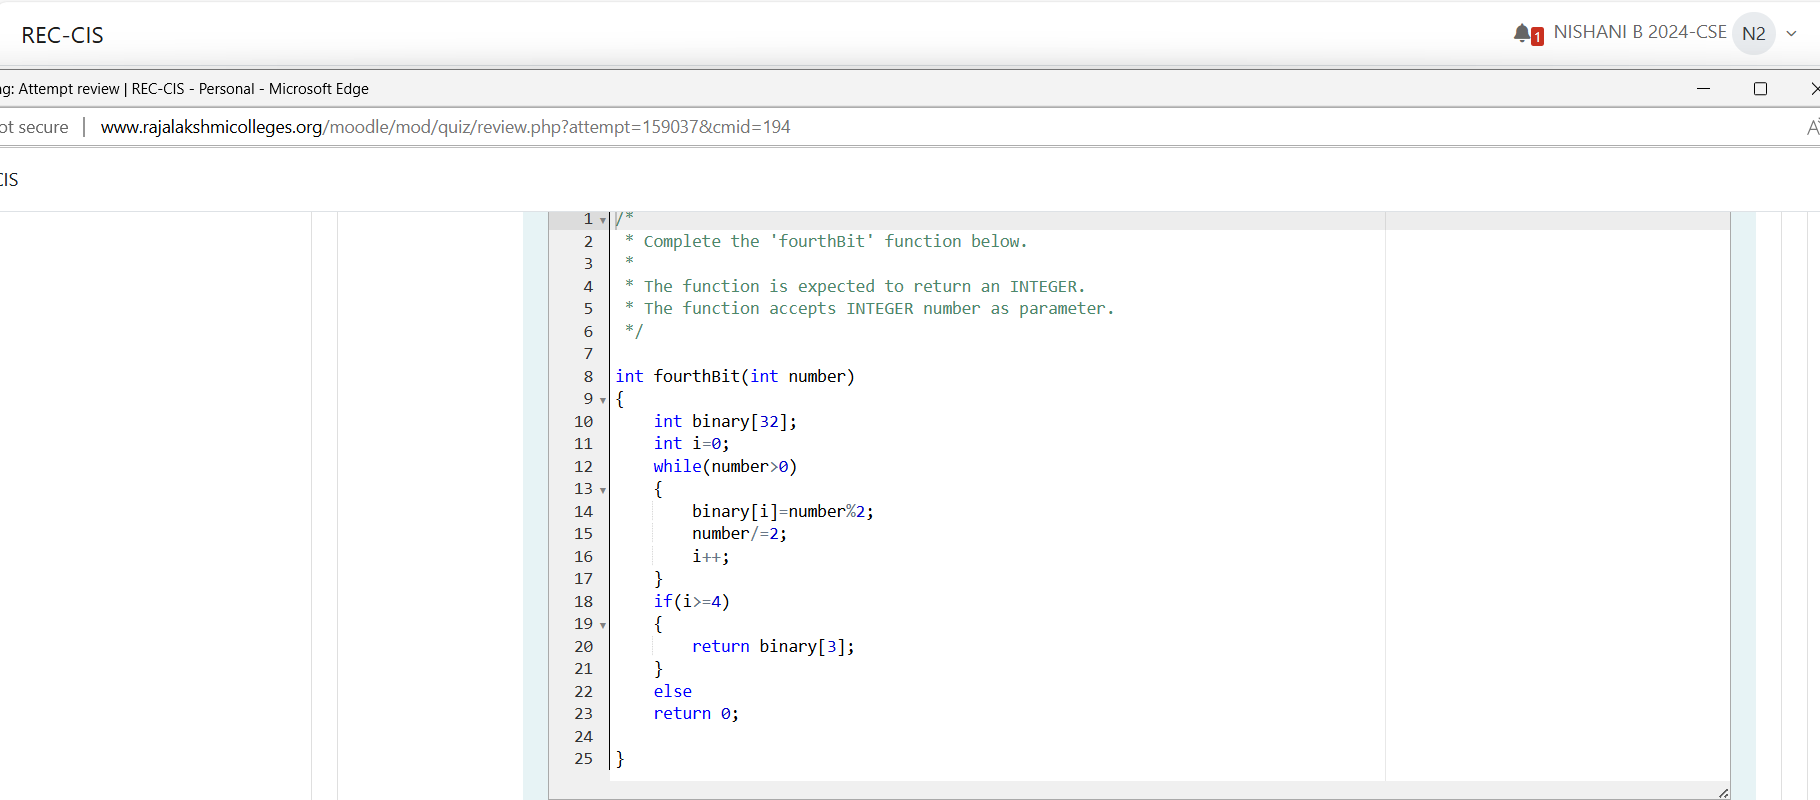 REC-CIS
1 NISHANI B 2024-CSE N2
g: Attempt review | REC-CIS - Personal - Microsoft Edge
ot secure | www.rajalakshmicolleges.org/moodle/mod/quiz/review.php?attempt=159037&cmid=194
CIS
1 /*
2  * Complete the 'fourthBit' function below.
3  *
4  * The function is expected to return an INTEGER.
5  * The function accepts INTEGER number as parameter.
6  */
7
8 int fourthBit(int number)
9 {
10     int binary[32];
11     int i=0;
12     while(number>0)
13     {
14         binary[i]=number%2;
15         number/=2;
16         i++;
17     }
18     if(i>=4)
19     {
20         return binary[3];
21     }
22     else
23     return 0;
24
25 }